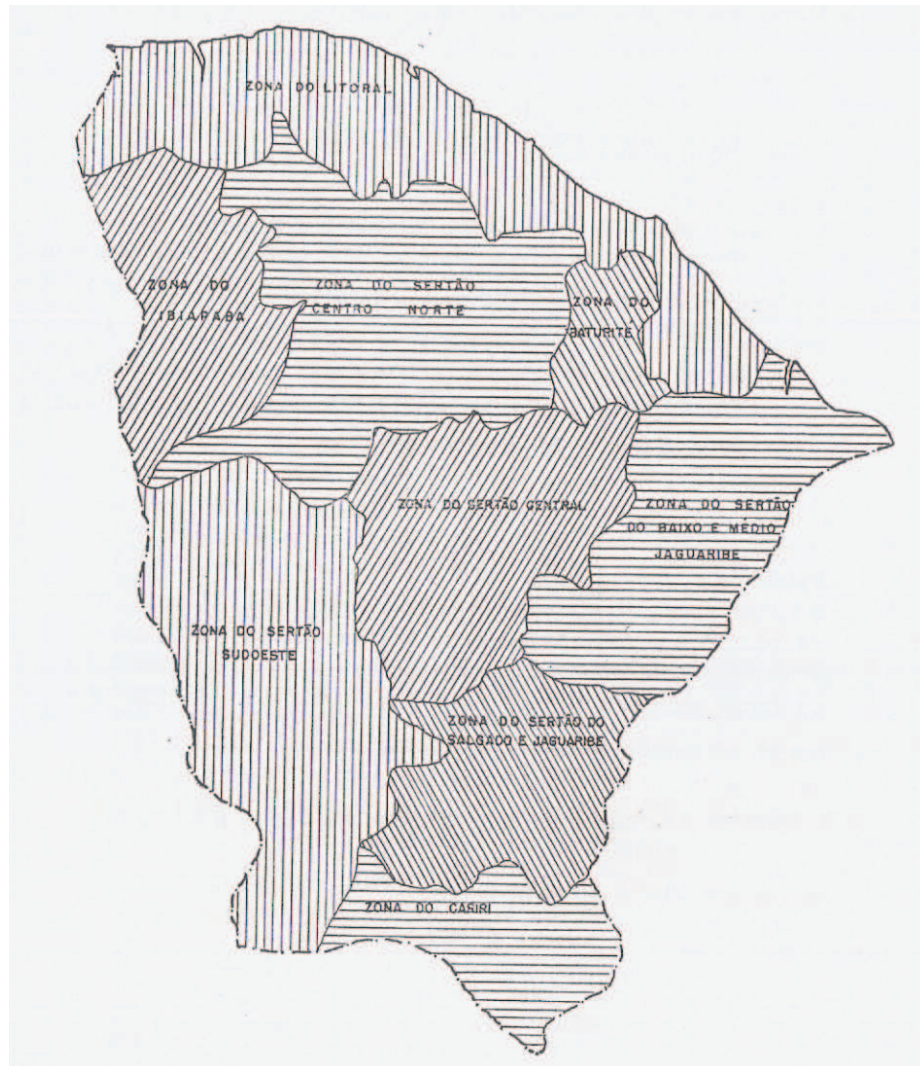 ZONA DO LITORAL
ZONA DO
IBIAPABA
ZONA DO SERTÃO
CENTRO NORTE
ZONA DO
BATURITÉ
ZONA DO SERTÃO CENTRAL
ZONA DO SERTÃO
DO BAIXO E MÉDIO
JAGUARIBE
ZONA DO SERTÃO
SUDOESTE
ZONA DO SERTÃO DO
SALGADO E JAGUARIBE
ZONA DO CARIRI